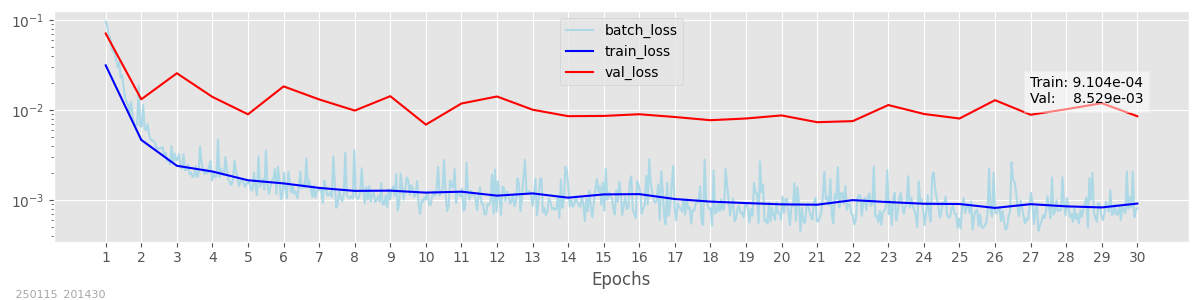 10⁻¹
10⁻²
10⁻³
batch_loss
train_loss
val_loss
Train: 9.104e-04
Val: 8.529e-03
1 2 3 4 5 6 7 8 9 10 11 12 13 14 15 16 17 18 19 20 21 22 23 24 25 26 27 28 29 30
Epochs
250115_201430